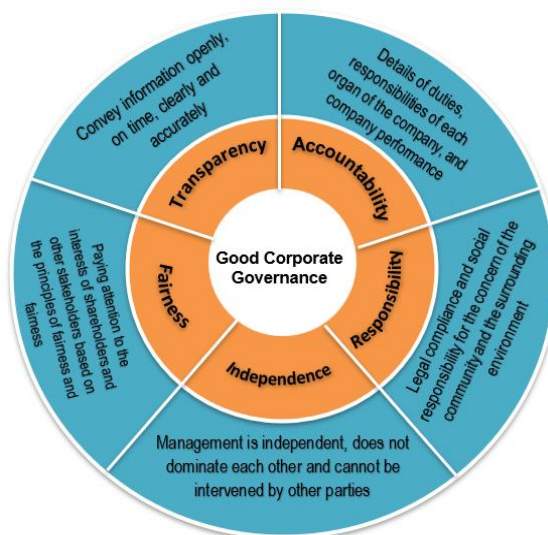 Good Corporate
Governance
Transparency
Convey information openly,
on time, clearly and
accurately
Accountability
Details of duties,
responsibilities of each
organ of the company, and
company performance
Responsibility
Legal compliance and social
responsibility for the concern of the
community and the surrounding
environment
Independence
Management is independent, does not
dominate each other and cannot be
intervened by other parties
Fairness
Paying attention to the
interests of shareholders and
other stakeholders based on
the principles of fairness and
fairness